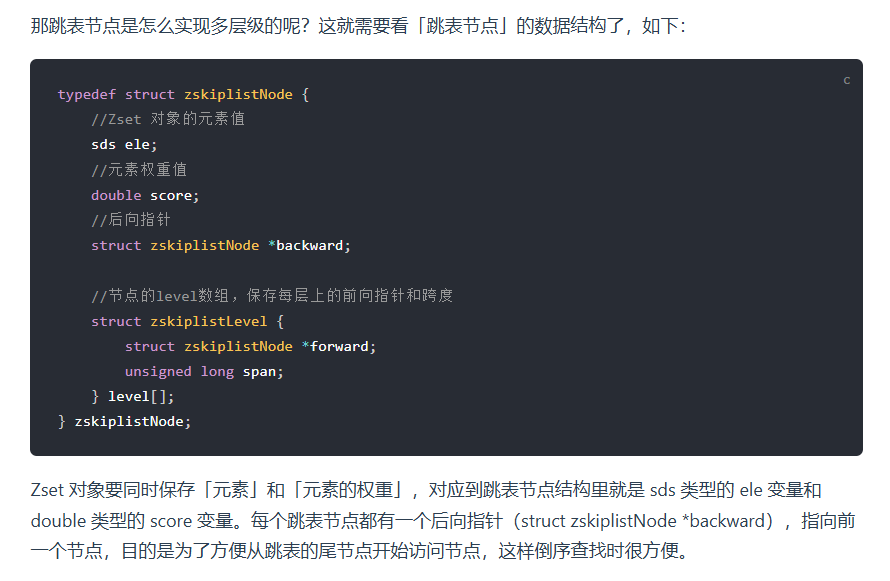 那跳表节点是怎么实现多层级的呢？这就需要看「跳表节点」的数据结构了，如下：
c
typedef struct zskiplistNode {
    //Zset 对象的元素值
    sds ele;
    //元素权重值
    double score;
    //后向指针
    struct zskiplistNode *backward;
    //节点的level数组，保存每层上的前向指针和跨度
    struct zskiplistLevel {
        struct zskiplistNode *forward;
        unsigned long span;
    } level[];
} zskiplistNode;
Zset 对象要同时保存「元素」和「元素的权重」，对应到跳表节点结构里就是 sds 类型的 ele 变量和
double 类型的 score 变量。每个跳表节点都有一个后向指针（struct zskiplistNode *backward），指向前
一个节点，目的是为了方便从跳表的尾节点开始访问节点，这样倒序查找时很方便。